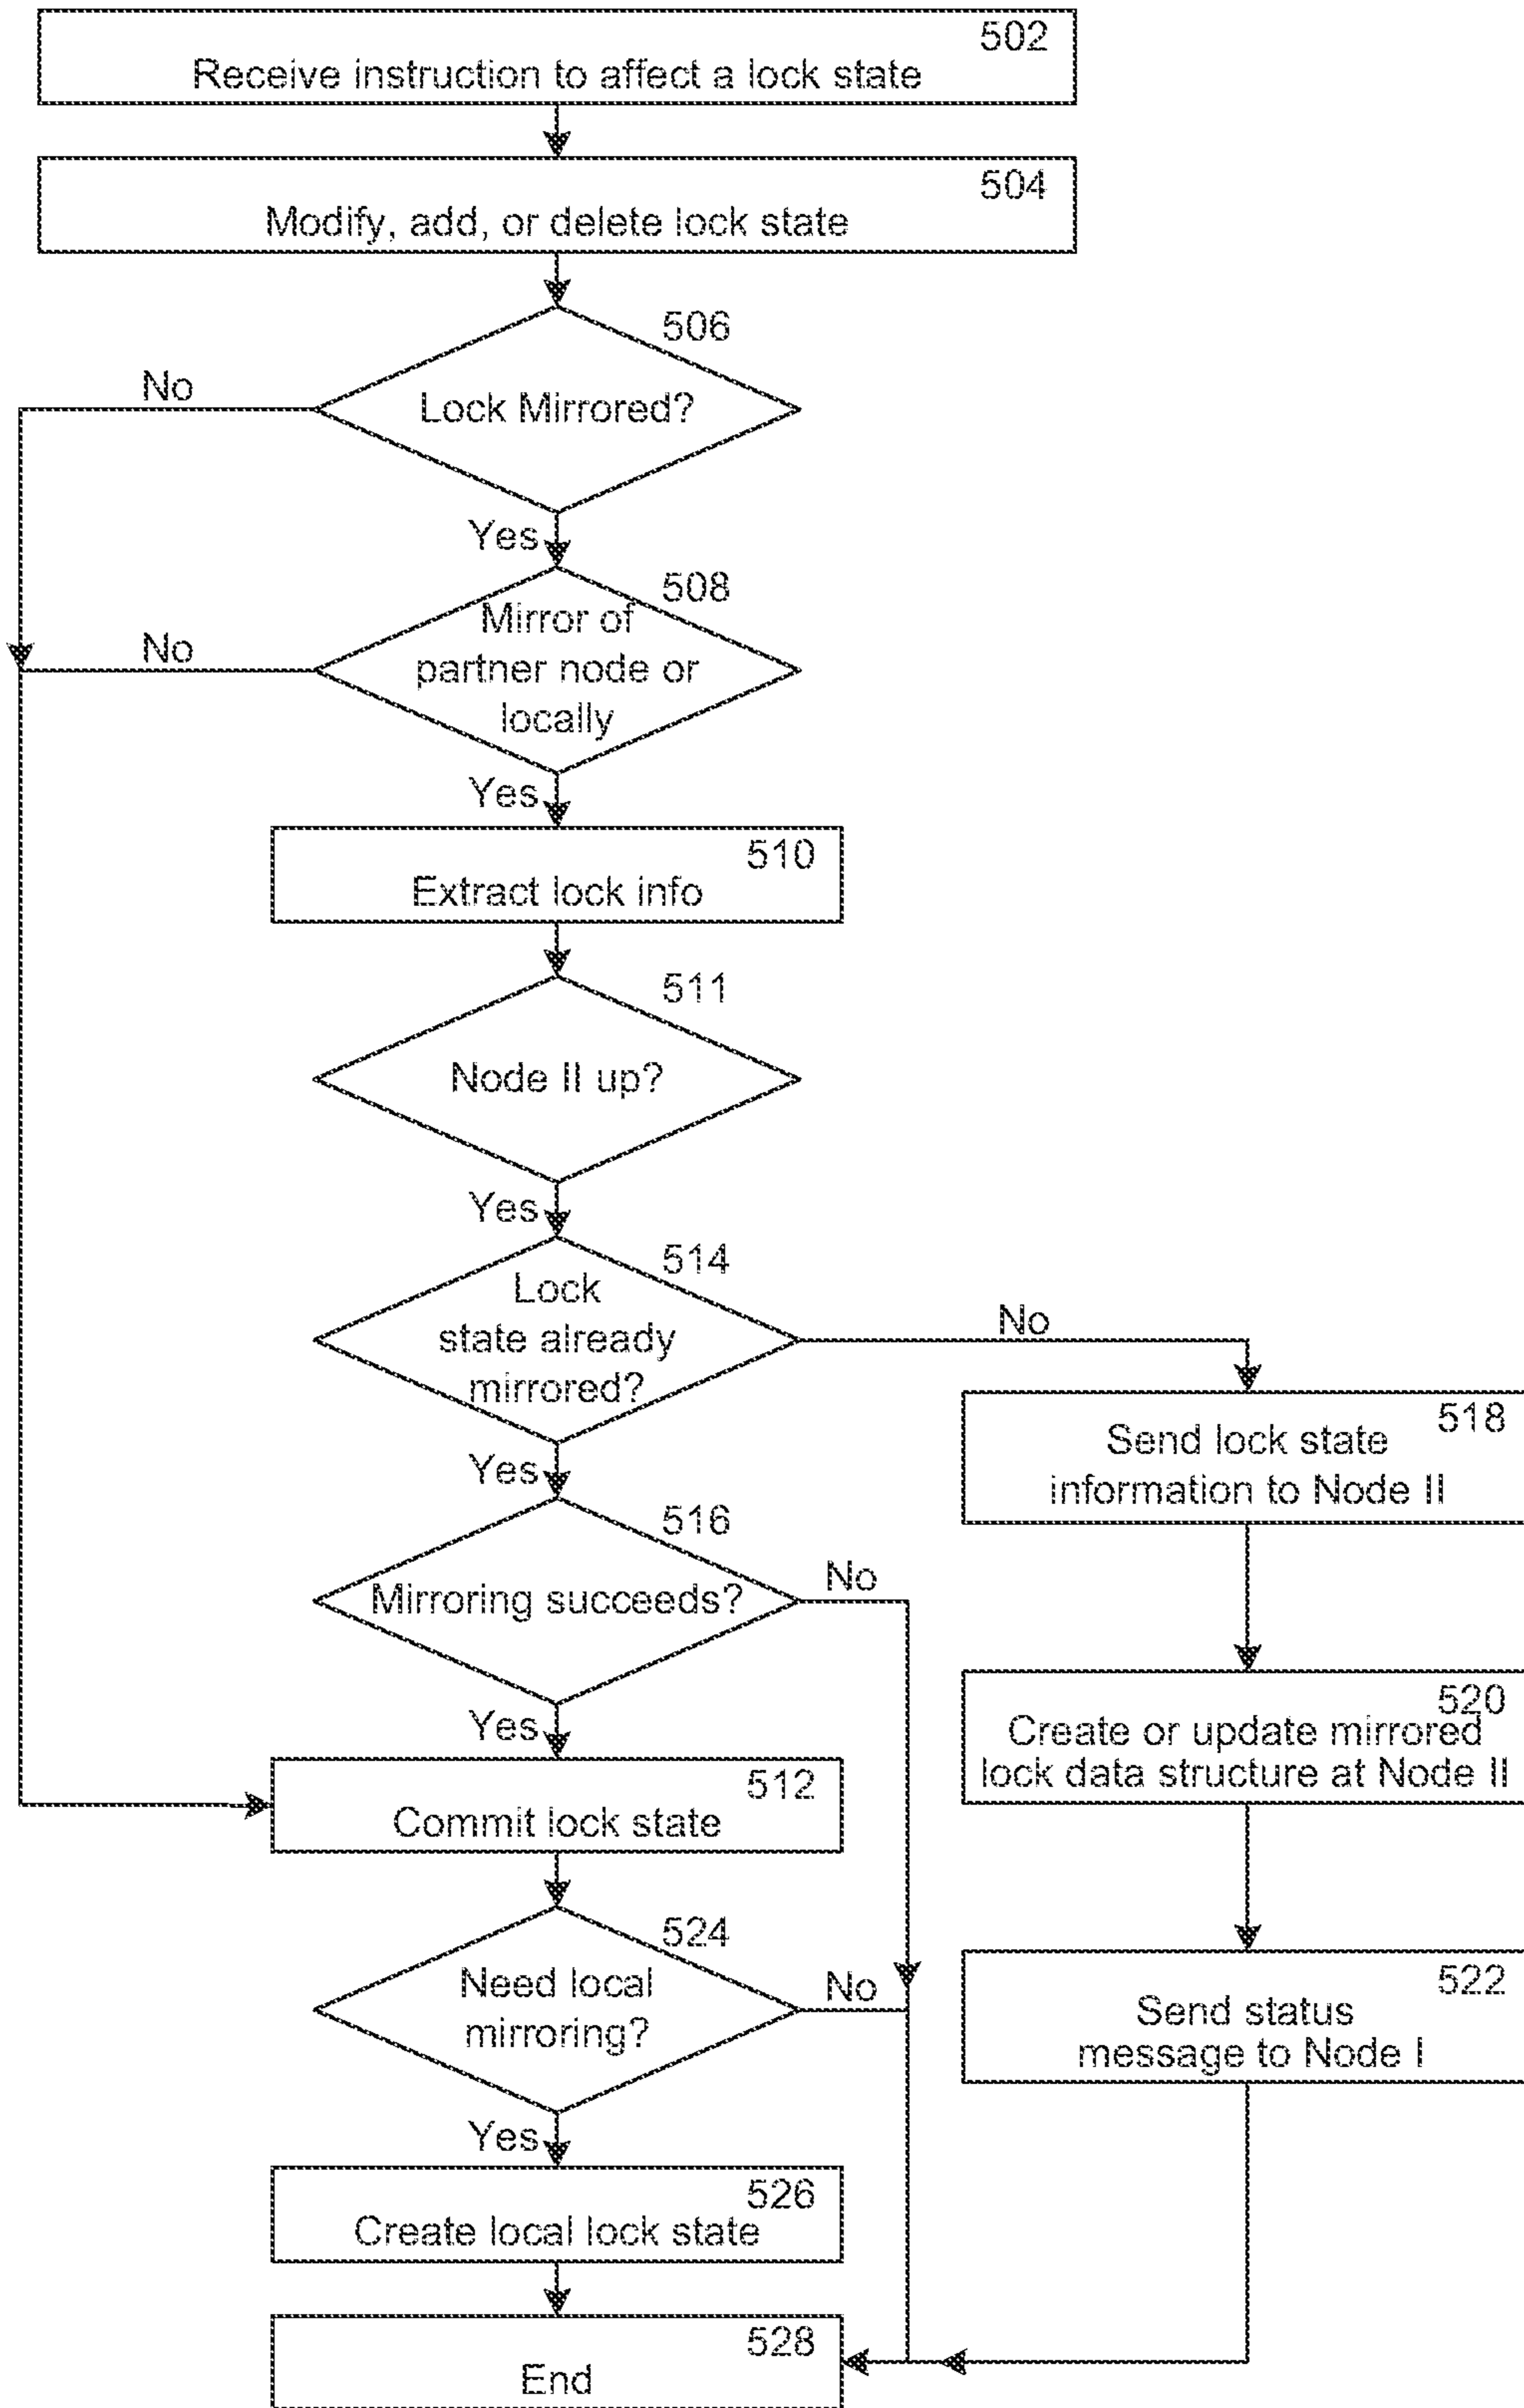 502
Receive instruction to affect a lock state
504
Modify, add, or delete lock state
506
No
Lock Mirrored?
Yes
508
Mirror of
No
partner node or
locally
Yes
510
Extract lock info
511
Node II up?
Yes
514
Lock
No
state already
mirrored?
518
Send lock state
Yes
information to Node II
516
No
Mirroring succeeds?
520
Yes
Create or update mirrored
lock data structure at Node II
512
Commit lock state
524
Need local
No
522
Send status
mirroring?
message to Node I
Yes
526
Create local lock state
528
End